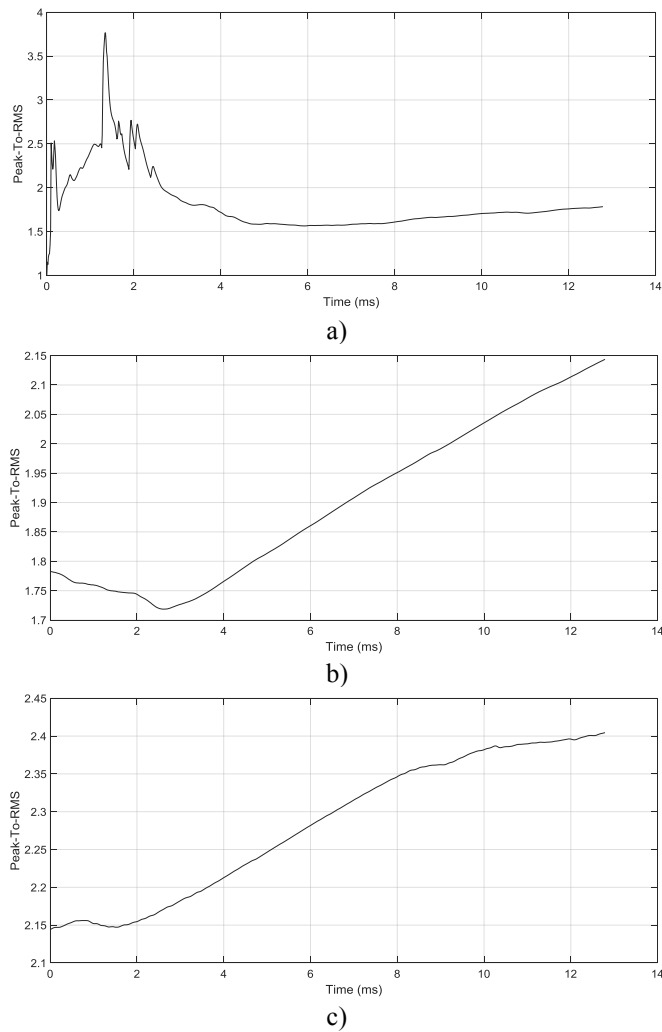 4
3.5
3
2.5
2
1.5
1
Peak-To-RMS
0 2 4 6 8 10 12 14
Time (ms)
a)
2.15
2.1
2.05
2
1.95
1.9
1.85
1.8
1.75
1.7
Peak-To-RMS
0 2 4 6 8 10 12 14
Time (ms)
b)
2.45
2.4
2.35
2.3
2.25
2.2
2.15
2.1
Peak-To-RMS
0 2 4 6 8 10 12 14
Time (ms)
c)